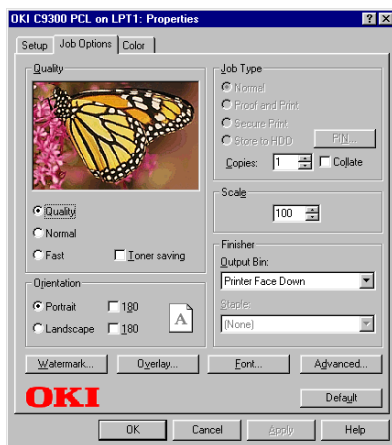 OKI C9300 PCL on LPT1: Properties
Setup Job Options Color
Quality
Quality
Normal
Fast Toner saving
Orientation
Portrait 180
Landscape 180
A
Job Type
Normal
Proof and Print
Secure Print
Store to HDD PIN...
Copies: 1 Collate
Scale
100
Finisher
Output Bin:
Printer Face Down
Staple:
(None)
Watermark... Overlay... Font... Advanced...
OKI Default
OK Cancel Apply Help